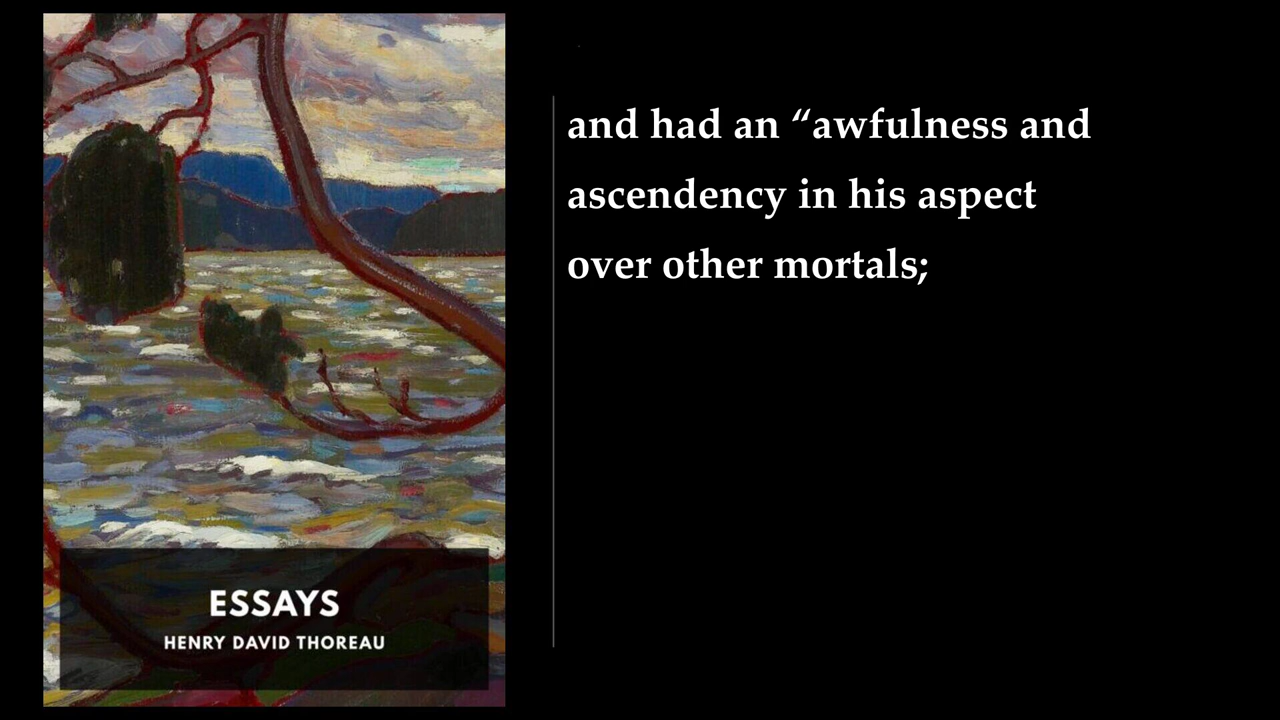 and had an “awfulness and
ascendency in his aspect
over other mortals;
ESSAYS
HENRY DAVID THOREAU